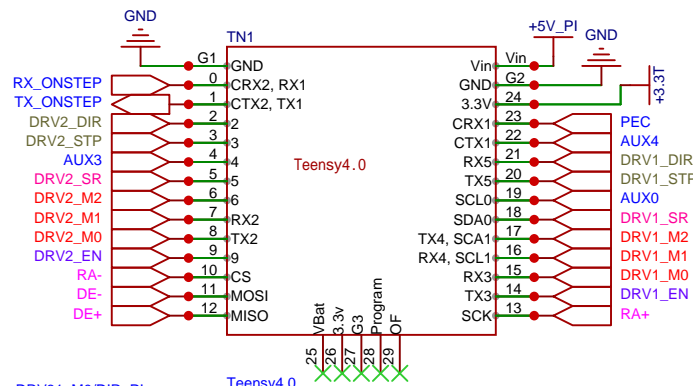 GND TN1 +5V_PI GND
G1 GND Vin Vin
RX_ONSTEP 0 CRX2, RX1 GND G2
TX_ONSTEP 1 CTX2, TX1 3.3V 24 +3.3T
DRV2_DIR 2 2 CRX1 23 PEC
DRV2_STP 3 3 CTX1 22 AUX4
AUX3 4 4 RX5 21 DRV1_DIR
DRV2_SR 5 5 TX5 20 DRV1_STP
DRV2_M2 6 6 SCL0 19 AUX0
DRV2_M1 7 RX2 SDA0 18 DRV1_SR
DRV2_M0 8 TX2 TX4, SCA1 17 DRV1_M2
DRV2_EN 9 9 RX4, SCL1 16 DRV1_M1
RA- 10 CS RX3 15 DRV1_M0
DE- 11 MOSI TX3 14 DRV1_EN
DE+ 12 MISO SCK 13 RA+
Teensy4.0
VBat 3.3v G3 Program OF
25 26 27 28 29
Teensy4.0